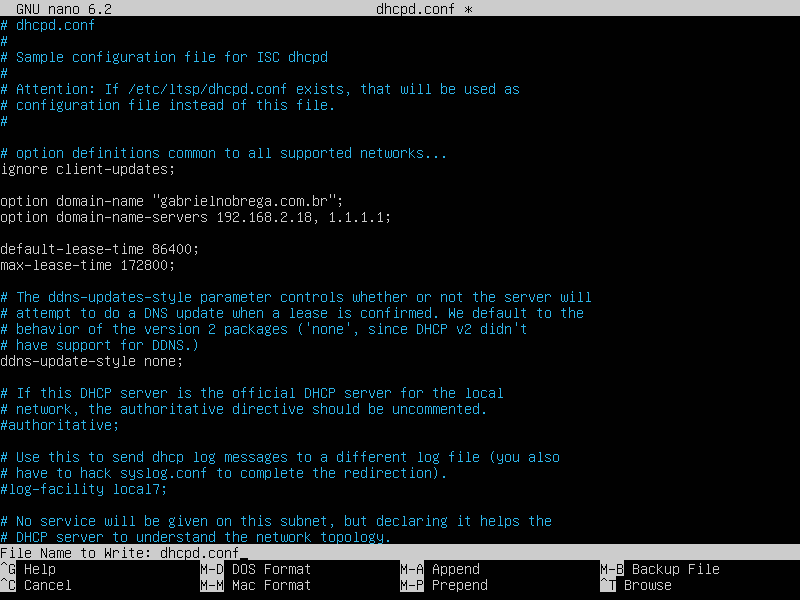 GNU nano 6.2 dhcpd.conf *
# dhcpd.conf
#
# Sample configuration file for ISC dhcpd
#
# Attention: If /etc/ltsp/dhcpd.conf exists, that will be used as
# configuration file instead of this file.
#
# option definitions common to all supported networks...
ignore client-updates;
option domain-name "gabrielnobrega.com.br";
option domain-name-servers 192.168.2.18, 1.1.1.1;
default-lease-time 86400;
max-lease-time 172800;
# The ddns-updates-style parameter controls whether or not the server will
# attempt to do a DNS update when a lease is confirmed. We default to the
# behavior of the version 2 packages ('none', since DHCP v2 didn't
# have support for DDNS.)
ddns-update-style none;
# If this DHCP server is the official DHCP server for the local
# network, the authoritative directive should be uncommented.
#authoritative;
# Use this to send dhcp log messages to a different log file (you also
# have to hack syslog.conf to complete the redirection).
#log-facility local7;
# No service will be given on this subnet, but declaring it helps the
# DHCP server to understand the network topology.
File Name to Write: dhcpd.conf_
^G Help M-D DOS Format M-A Append M-B Backup File
^C Cancel M-M Mac Format M-P Prepend ^T Browse